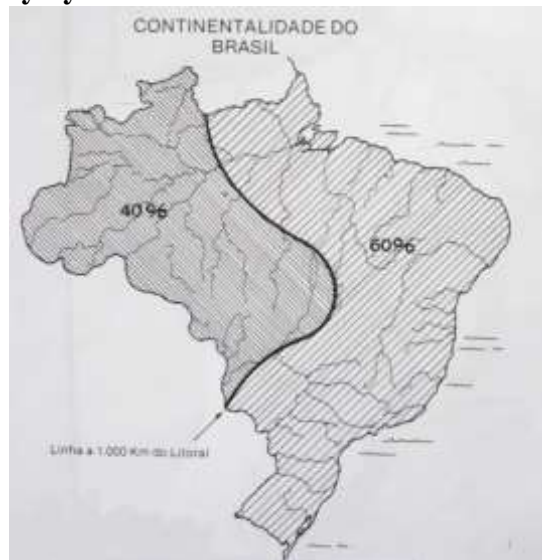 CONTINENTALIDADE DO
BRASIL
40%
60%
Linha a 1.000 Km do Litoral